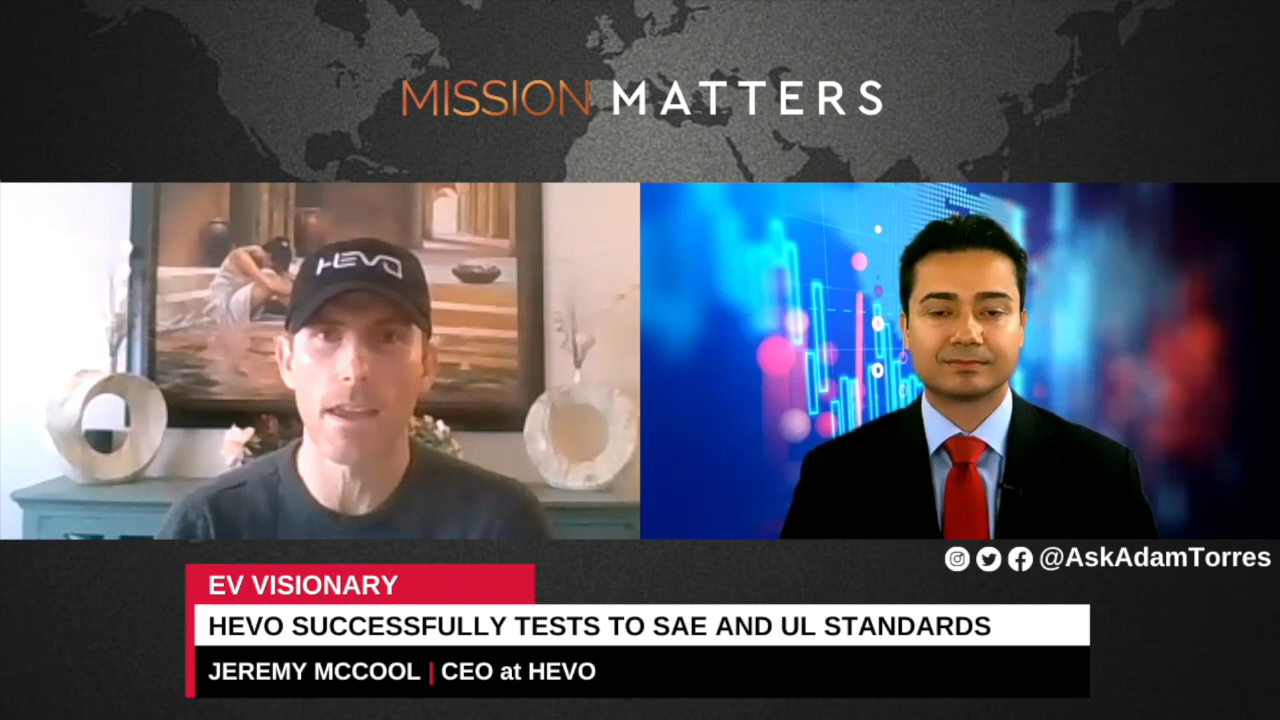 MISSION MATTERS
HEVO
@AskAdamTorres
EV VISIONARY
HEVO SUCCESSFULLY TESTS TO SAE AND UL STANDARDS
JEREMY MCCOOL | CEO at HEVO